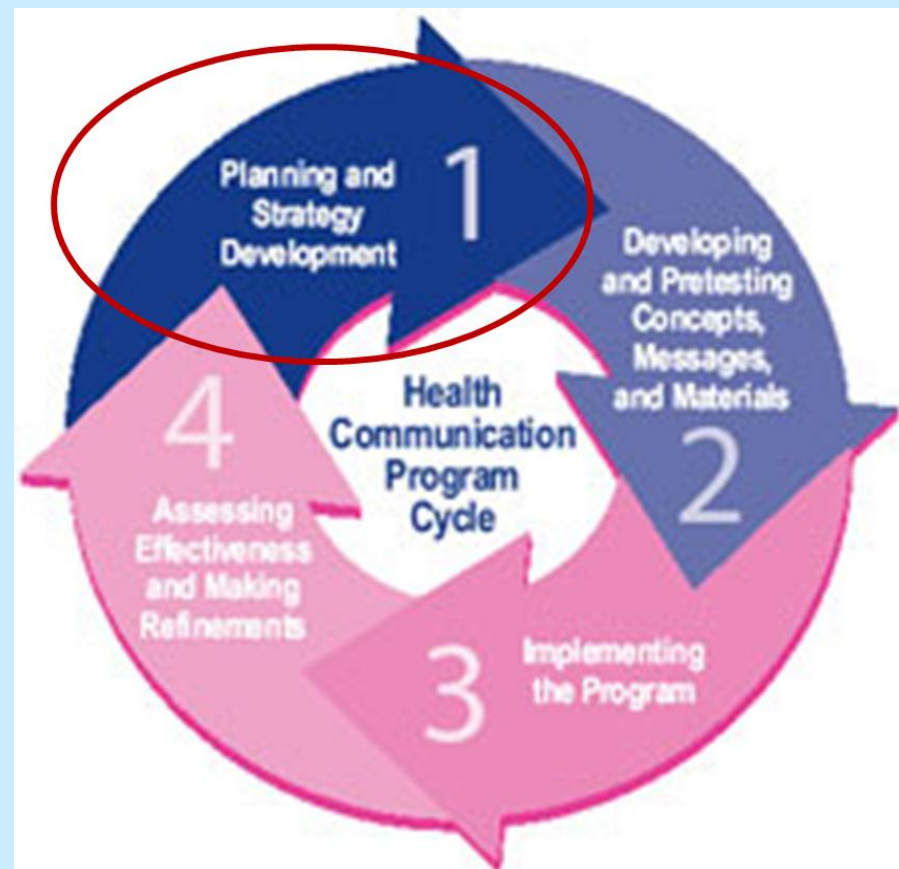 Planning and
Strategy
Development
1
Developing
and Pretesting
Concepts,
Messages,
and Materials
2
Health
Communication
Program
Cycle
3
Implementing
the Program
4
Assessing
Effectiveness
and Making
Refinements